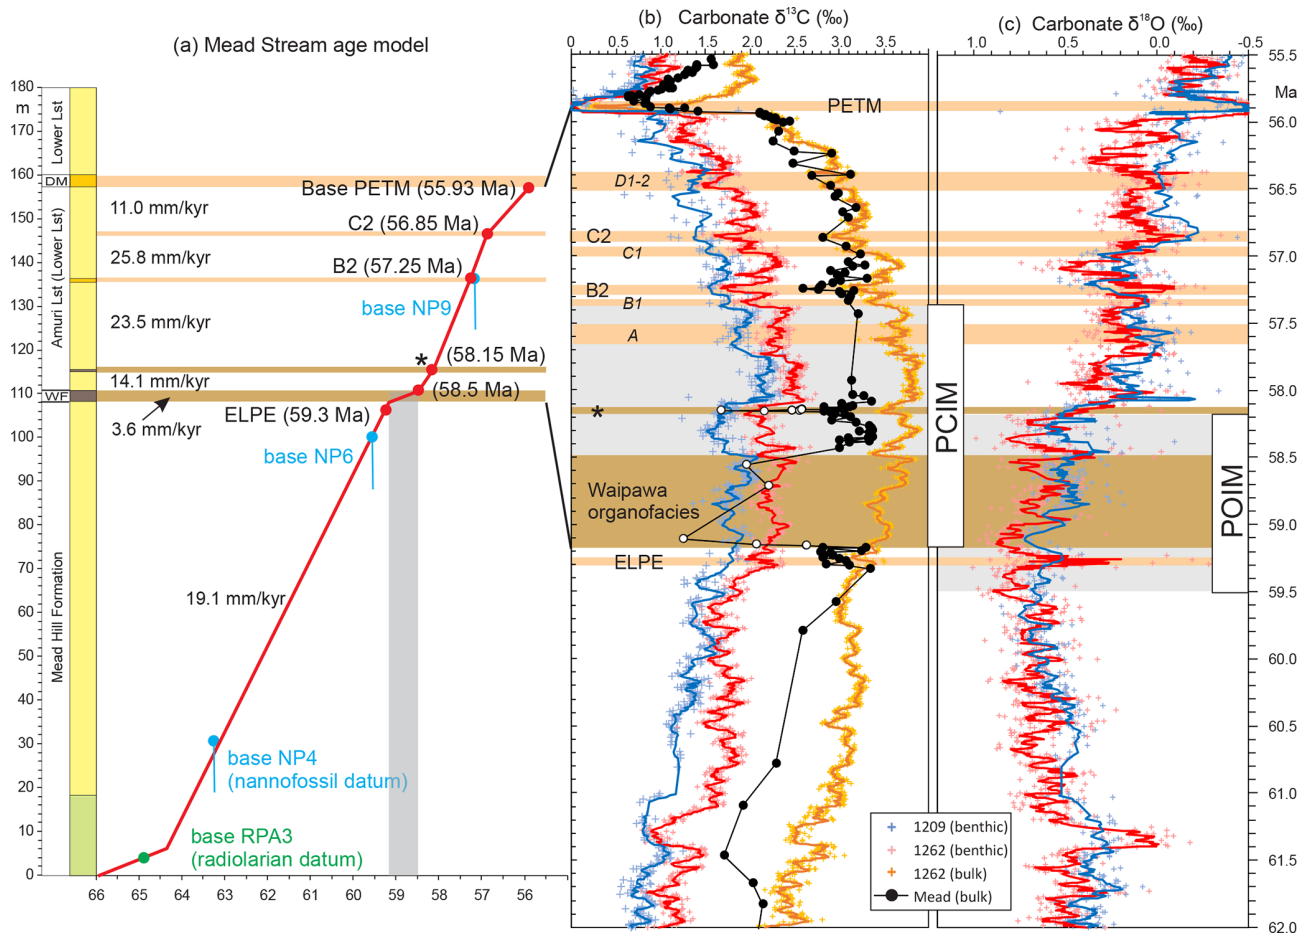 (a) Mead Stream age model
180
m
170
160
150
140
130
120
110
100
90
80
70
60
50
40
30
20
10
0
Lower Lst
DM
Amuri Lst (Lower Lst)
WF
Mead Hill Formation
66
65
64
63
62
61
60
59
58
57
56
Base PETM (55.93 Ma)
11.0 mm/kyr
C2 (56.85 Ma)
25.8 mm/kyr
B2 (57.25 Ma)
base NP9
23.5 mm/kyr
* (58.15 Ma)
14.1 mm/kyr
(58.5 Ma)
3.6 mm/kyr
ELPE (59.3 Ma)
base NP6
19.1 mm/kyr
base NP4
(nannofossil datum)
base RPA3
(radiolarian datum)
(b) Carbonate δ¹³C (‰)
0 0.5 1.0 1.5 2.0 2.5 3.0 3.5
PETM
D1-2
C2
C1
B2
B1
A
*
Waipawa
organofacies
ELPE
PCIM
1209 (benthic)
1262 (benthic)
1262 (bulk)
Mead (bulk)
(c) Carbonate δ¹⁸O (‰)
1.0 0.5 0.0 -0.5
POIM
55.5
Ma
56.0
56.5
57.0
57.5
58.0
58.5
59.0
59.5
60.0
60.5
61.0
61.5
62.0